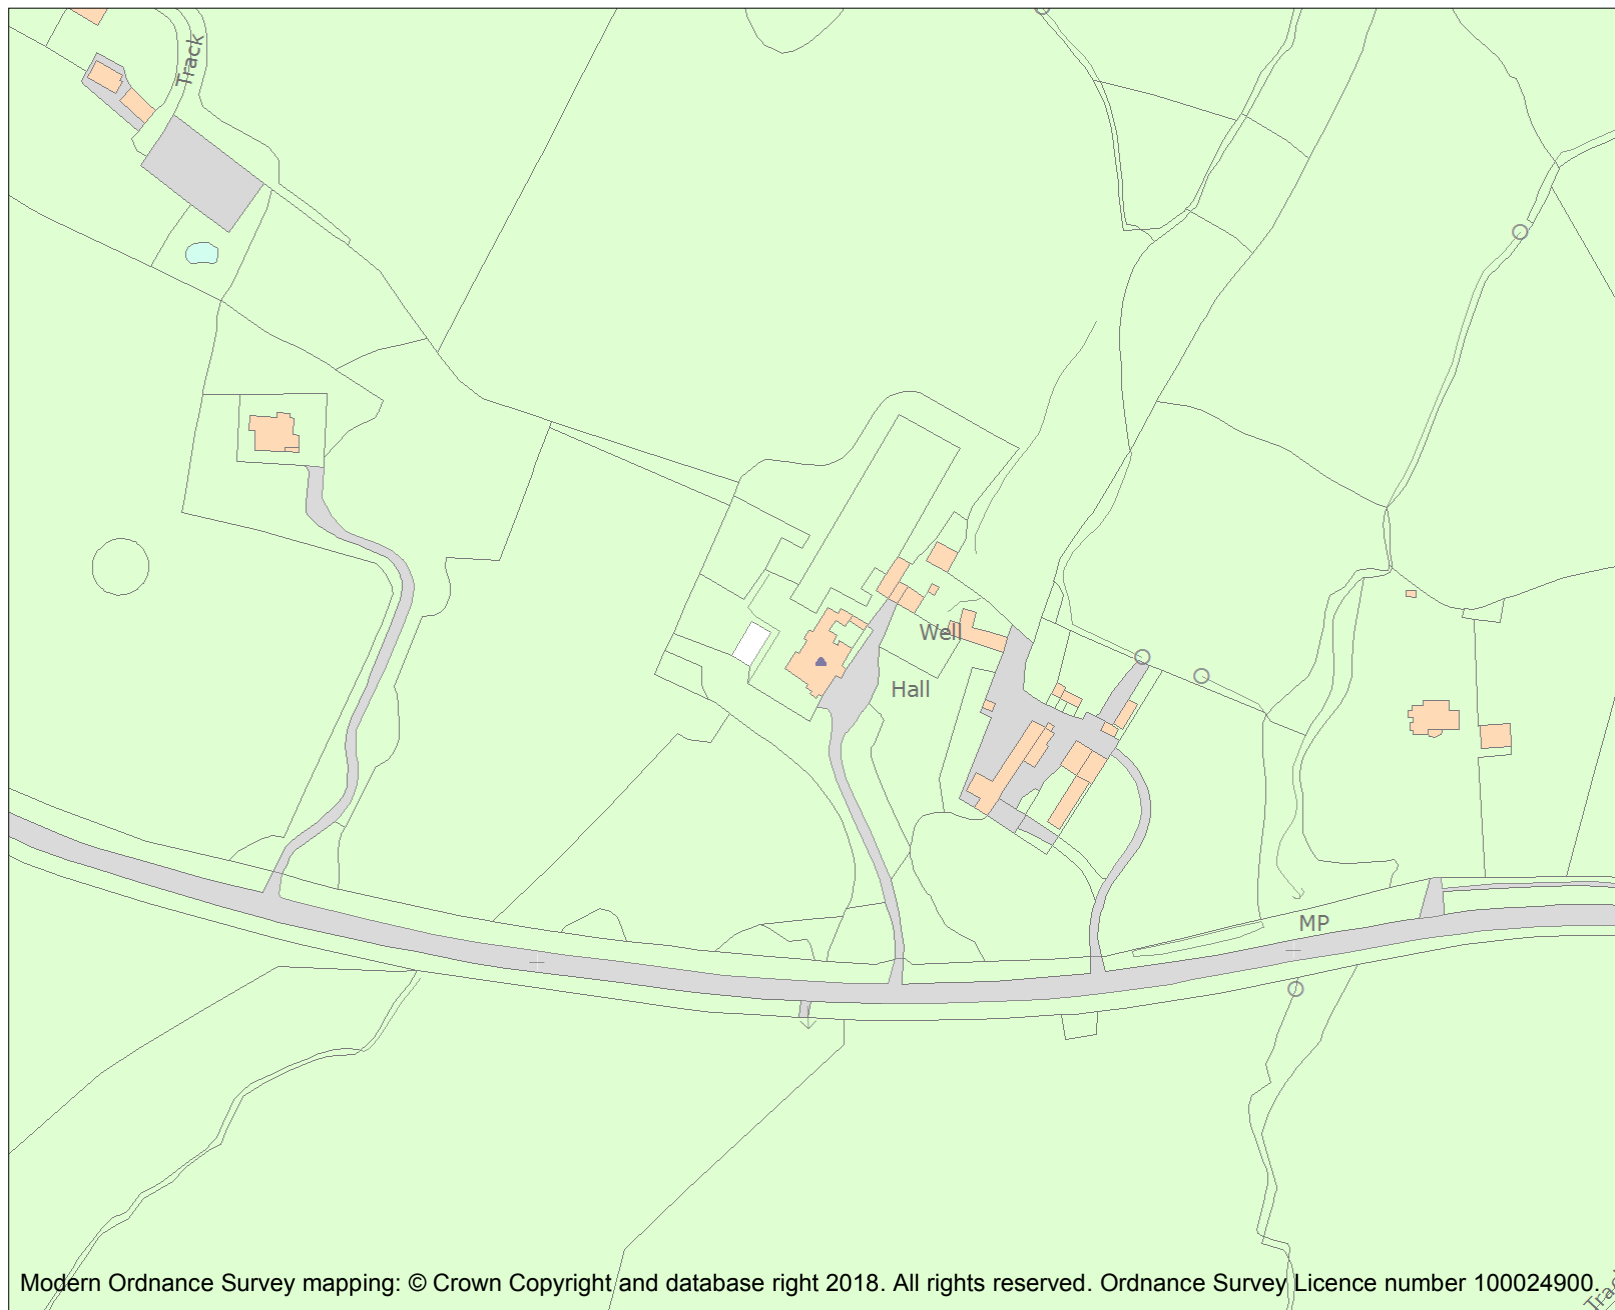 Track
Well
Hall
MP
Modern Ordnance Survey mapping: © Crown Copyright and database right 2018. All rights reserved. Ordnance Survey Licence number 100024900.